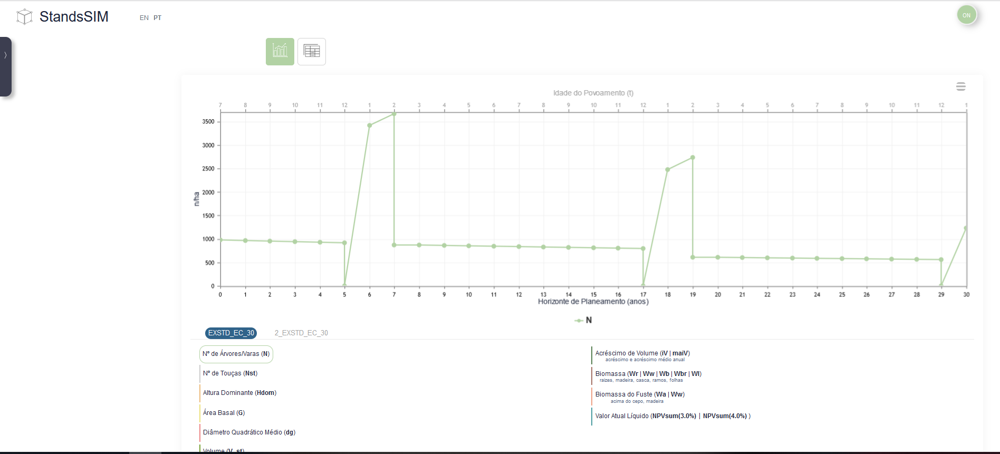 StandsSIM
EN PT
ON
Idade do Povoamento (t)
7 8 9 10 11 12 1 2 3 4 5 6 7 8 9 10 11 12 1 2 3 4 5 6 7 8 9 10 11 12 1
3500
3000
2500
2000
1500
1000
500
0
n/ha
0 1 2 3 4 5 6 7 8 9 10 11 12 13 14 15 16 17 18 19 20 21 22 23 24 25 26 27 28 29 30
Horizonte de Planeamento (anos)
N
EXSTD_EC_30 2_EXSTD_EC_30
Nº de Árvores/Varas (N)
Nº de Touças (Nst)
Altura Dominante (Hdom)
Área Basal (G)
Diâmetro Quadrático Médio (dg)
Volume (V_st)
Acréscimo de Volume (iV | maiV)
acréscimo e acréscimo médio anual
Biomassa (Wr | Ww | Wb | Wbr | Wl)
raizes, madeira, casca, ramos, folhas
Biomassa do Fuste (Wa | Ww)
acima do cepo, madeira
Valor Atual Líquido (NPVsum(3.0%) | NPVsum(4.0%) )